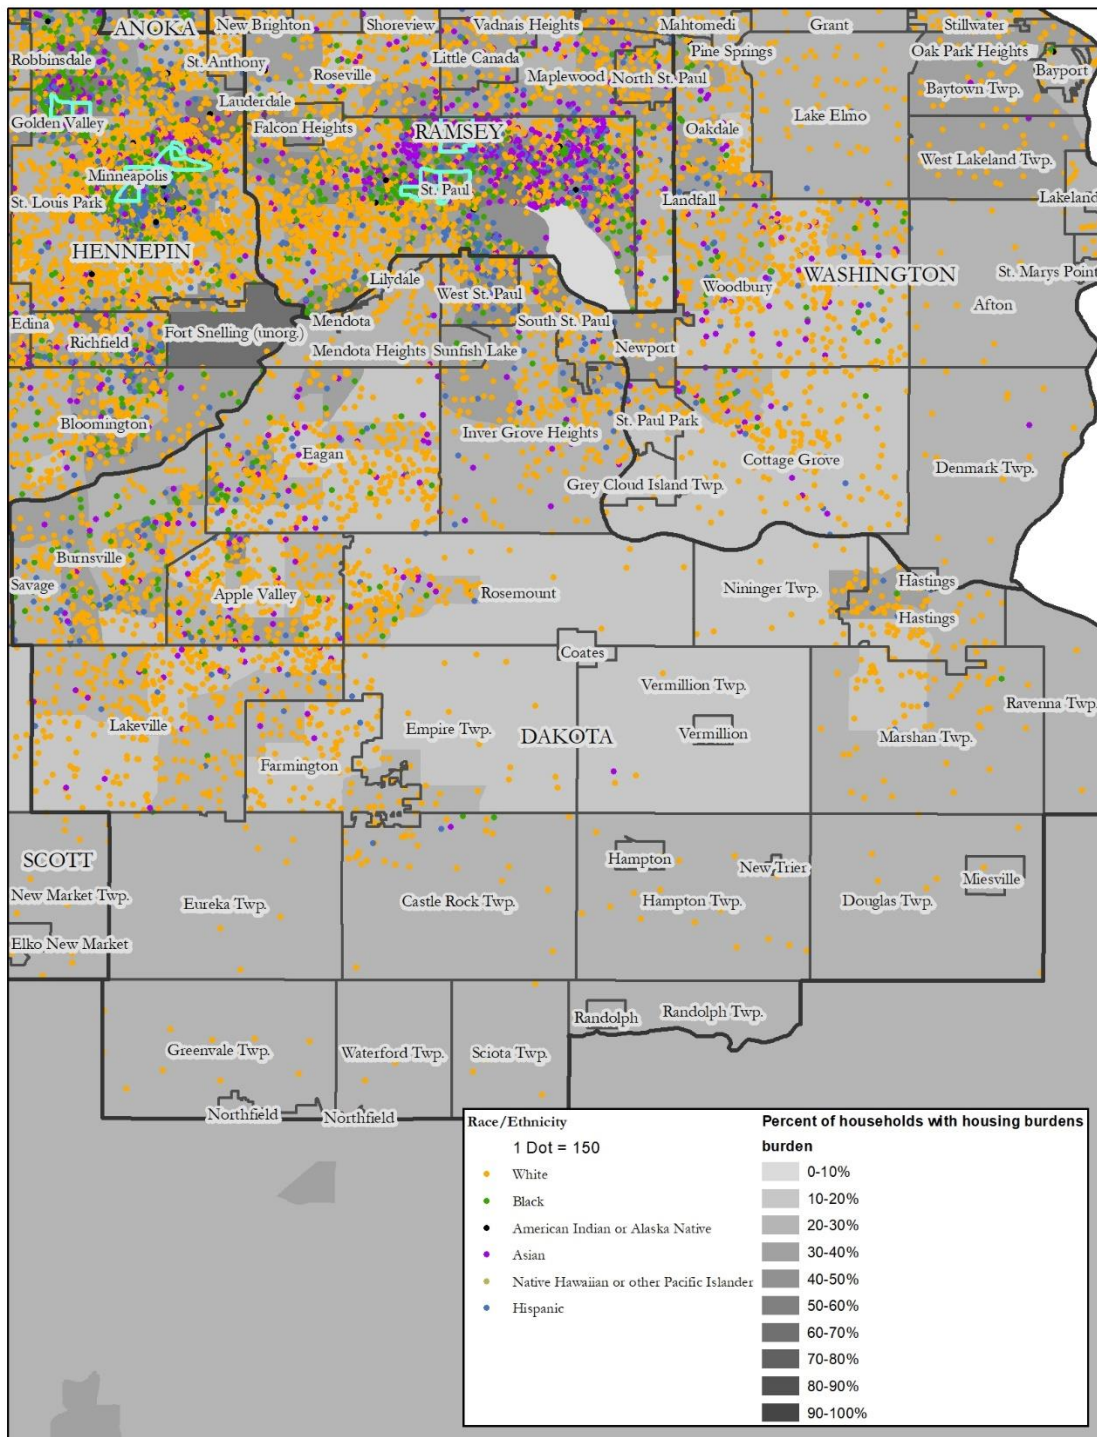 ANOKA
New Brighton
Shoreview
Vadnais Heights
Mahtomedi
Grant
Stillwater
Robbinsdale
St. Anthony
Roseville
Little Canada
Maplewood
North St. Paul
Pine Springs
Oak Park Heights
Bayport
Baytown Twp.
Golden Valley
Lauderdale
Falcon Heights
RAMSEY
Oakdale
Lake Elmo
West Lakeland Twp.
Minneapolis
St. Louis Park
St. Paul
Landfall
Lakeland
HENNEPIN
Lilydale
West St. Paul
Woodbury
WASHINGTON
St. Marys Point
Afton
Edina
Richfield
Fort Snelling (unorg.)
Mendota
Mendota Heights
Sunfish Lake
South St. Paul
Newport
Bloomington
Eagan
Inver Grove Heights
St. Paul Park
Cottage Grove
Grey Cloud Island Twp.
Denmark Twp.
Burnsville
Savage
Apple Valley
Rosemount
Nininger Twp.
Hastings
Hastings
Coates
Lakeville
Farmington
Empire Twp.
DAKOTA
Vermillion Twp.
Vermillion
Marshan Twp.
Ravenna Twp.
SCOTT
New Market Twp.
Elko New Market
Eureka Twp.
Castle Rock Twp.
Hampton
New Trier
Hampton Twp.
Douglas Twp.
Miesville
Greenvale Twp.
Waterford Twp.
Sciota Twp.
Randolph
Randolph Twp.
Northfield
Northfield
Race/Ethnicity
1 Dot = 150
White
Black
American Indian or Alaska Native
Asian
Native Hawaiian or other Pacific Islander
Hispanic
Percent of households with housing burdens
burden
0-10%
10-20%
20-30%
30-40%
40-50%
50-60%
60-70%
70-80%
80-90%
90-100%